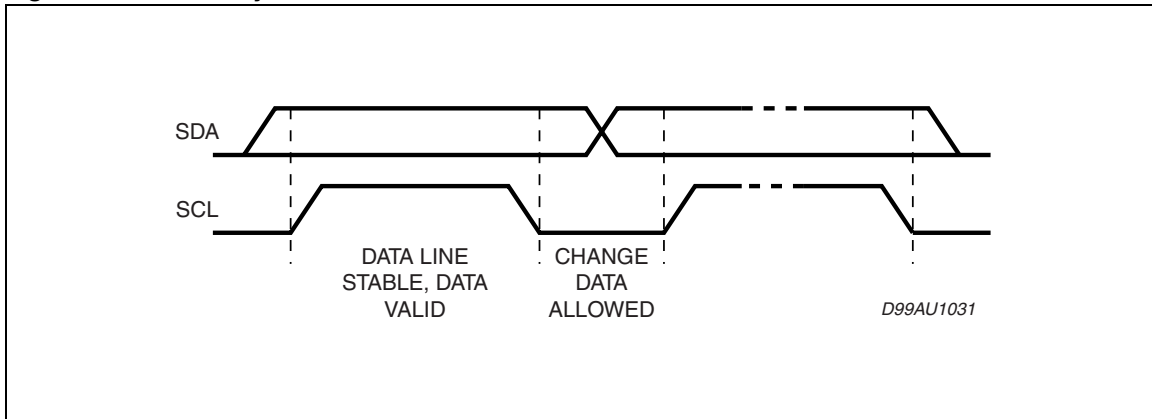 SDA
SCL
DATA LINE
STABLE, DATA
VALID
CHANGE
DATA
ALLOWED
D99AU1031